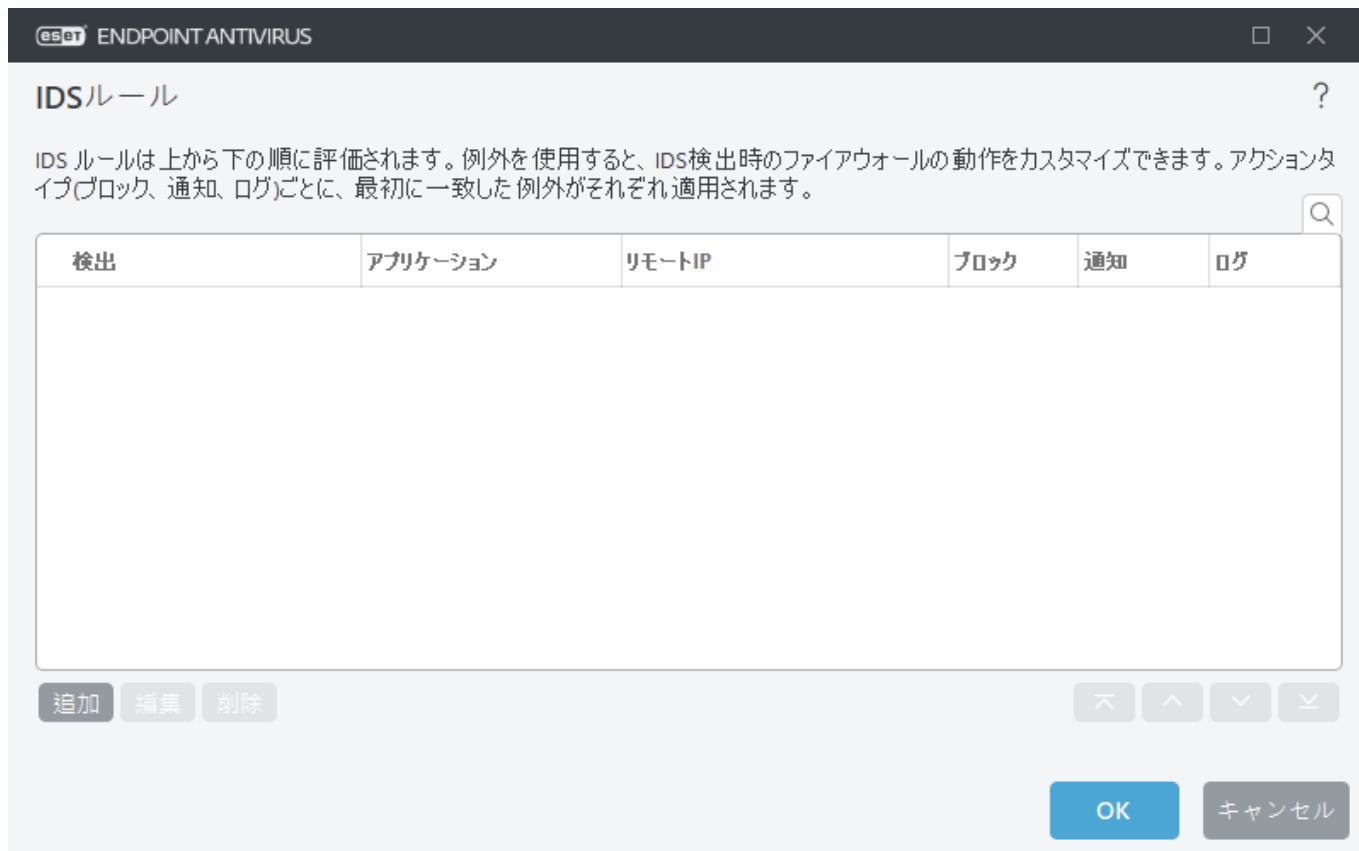 eset ENDPOINT ANTIVIRUS
IDSルール
?
IDS ルールは上から下の順に評価されます。例外を使用すると、IDS検出時のファイアウォールの動作をカスタマイズできます。アクションタ
イプ(ブロック、通知、ログ)ごとに、最初に一致した例外がそれぞれ適用されます。
検出 アプリケーション リモートIP ブロック 通知 ログ
追加 編集 削除
OK キャンセル